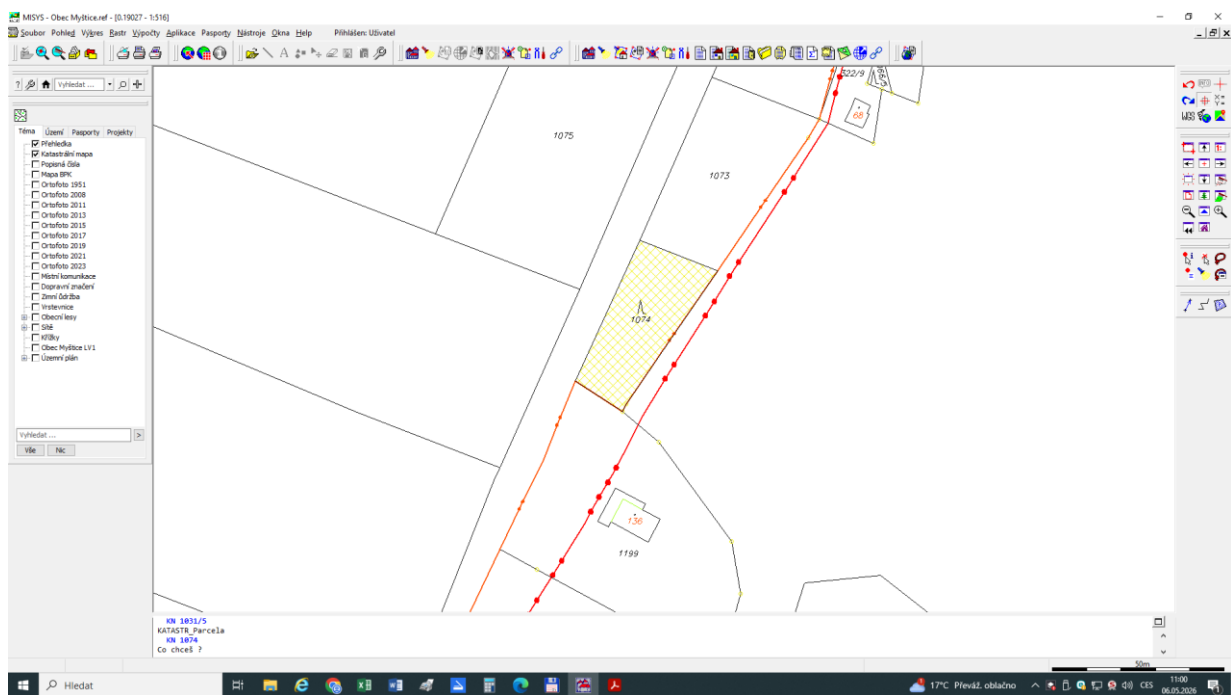 MISYS - Obec Myštice.ref - [0.19027 - 1:516]
Soubor Pohled Výkres Rastr Výpočty Aplikace Pasporty Nástroje Okna Help Přihlášen: Uživatel
Vyhledat ...
Téma Území Pasporty Projekty
Přehledka
Katastrální mapa
Popisná čísla
Mapa BPK
Ortofoto 1951
Ortofoto 2008
Ortofoto 2011
Ortofoto 2013
Ortofoto 2015
Ortofoto 2017
Ortofoto 2019
Ortofoto 2021
Ortofoto 2023
Místní komunikace
Dopravní značení
Zimní údržba
Vrstevnice
Obecní lesy
Sítě
Křížky
Obec Myštice LV1
Územní plán
Vyhledat ... >
Vše Nic
322/9
68
1075
1073
1074
136
1199
WGS
KN 1031/5
KATASTR_Parcela
KN 1074
Co chceš ?
50m
Hledat
17°C Převáž. oblačno
CES
11:00
06.05.2026